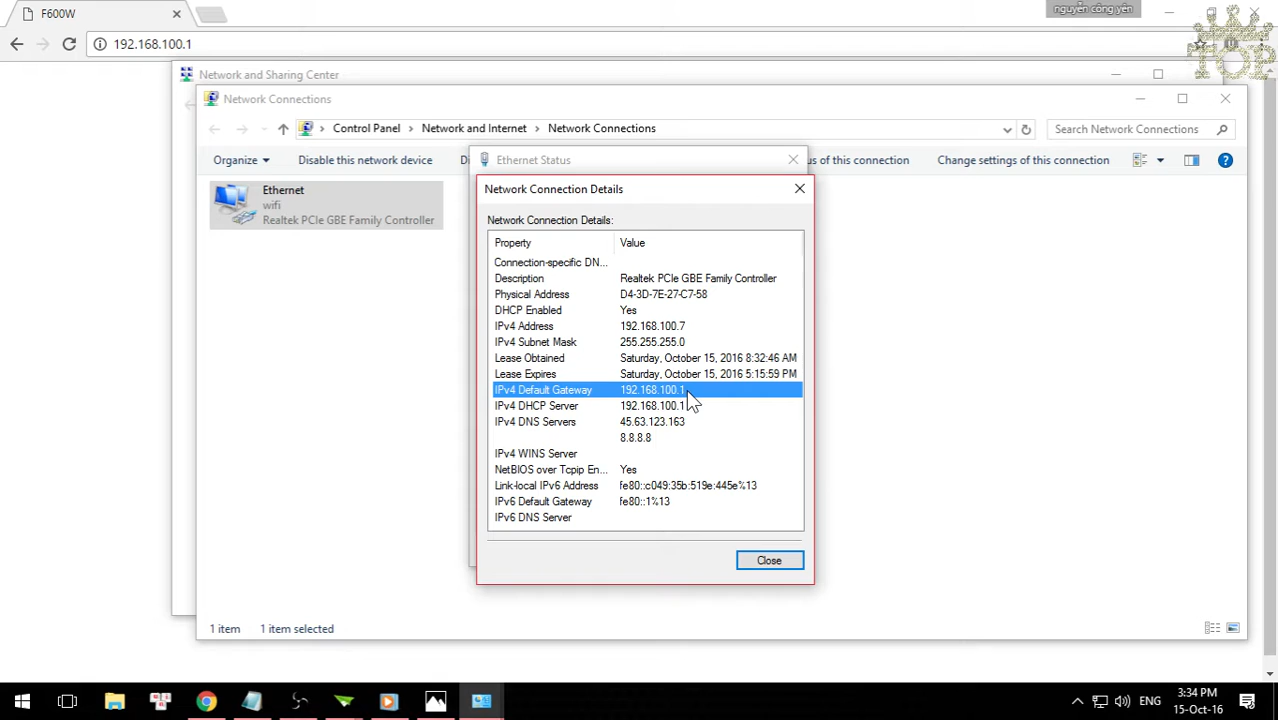 F600W
nguyễn công yên
192.168.100.1
TOP
Network and Sharing Center
Network Connections
Control Panel > Network and Internet > Network Connections
Search Network Connections
Organize
Disable this network device
Di
us of this connection
Change settings of this connection
Ethernet
wifi
Realtek PCIe GBE Family Controller
Ethernet Status
Network Connection Details
Network Connection Details:
Property Value
Connection-specific DN...
Description Realtek PCIe GBE Family Controller
Physical Address D4-3D-7E-27-C7-58
DHCP Enabled Yes
IPv4 Address 192.168.100.7
IPv4 Subnet Mask 255.255.255.0
Lease Obtained Saturday, October 15, 2016 8:32:46 AM
Lease Expires Saturday, October 15, 2016 5:15:59 PM
IPv4 Default Gateway 192.168.100.1
IPv4 DHCP Server 192.168.100.1
IPv4 DNS Servers 45.63.123.163
8.8.8.8
IPv4 WINS Server
NetBIOS over Tcpip En... Yes
Link-local IPv6 Address fe80::c049:35b:519e:445e%13
IPv6 Default Gateway fe80::1%13
IPv6 DNS Server
Close
1 item 1 item selected
ENG
3:34 PM
15-Oct-16